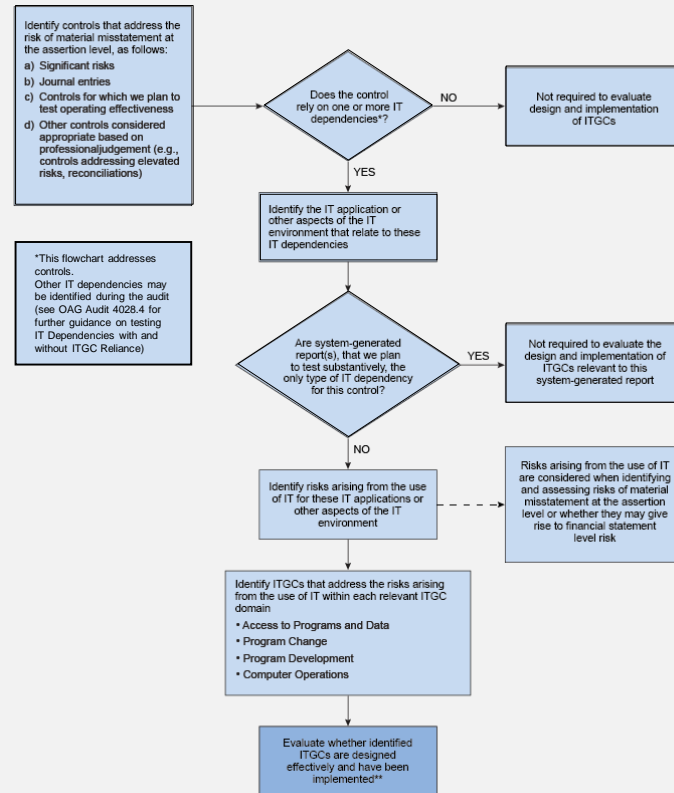 Identify controls that address the
risk of material misstatement at
the assertion level, as follows:
a) Significant risks
b) Journal entries
c) Controls for which we plan to
test operating effectiveness
d) Other controls considered
appropriate based on
professionaljudgement (e.g.,
controls addressing elevated
risks, reconciliations)
Does the control
rely on one or more IT
dependencies*?
NO
Not required to evaluate
design and implementation
of ITGCs
YES
Identify the IT application or
other aspects of the IT
environment that relate to these
IT dependencies
*This flowchart addresses
controls.
Other IT dependencies may
be identified during the audit
(see OAG Audit 4028.4 for
further guidance on testing
IT Dependencies with and
without ITGC Reliance)
Are system-generated
report(s), that we plan
to test substantively, the
only type of IT dependency
for this control?
YES
Not required to evaluate the
design and implementation of
ITGCs relevant to this
system-generated report
NO
Identify risks arising from the use
of IT for these IT applications or
other aspects of the IT
environment
Risks arising from the use of IT
are considered when identifying
and assessing risks of material
misstatement at the assertion
level or whether they may give
rise to financial statement
level risk
Identify ITGCs that address the risks arising
from the use of IT within each relevant ITGC
domain
• Access to Programs and Data
• Program Change
• Program Development
• Computer Operations
Evaluate whether identified
ITGCs are designed
effectively and have been
implemented**